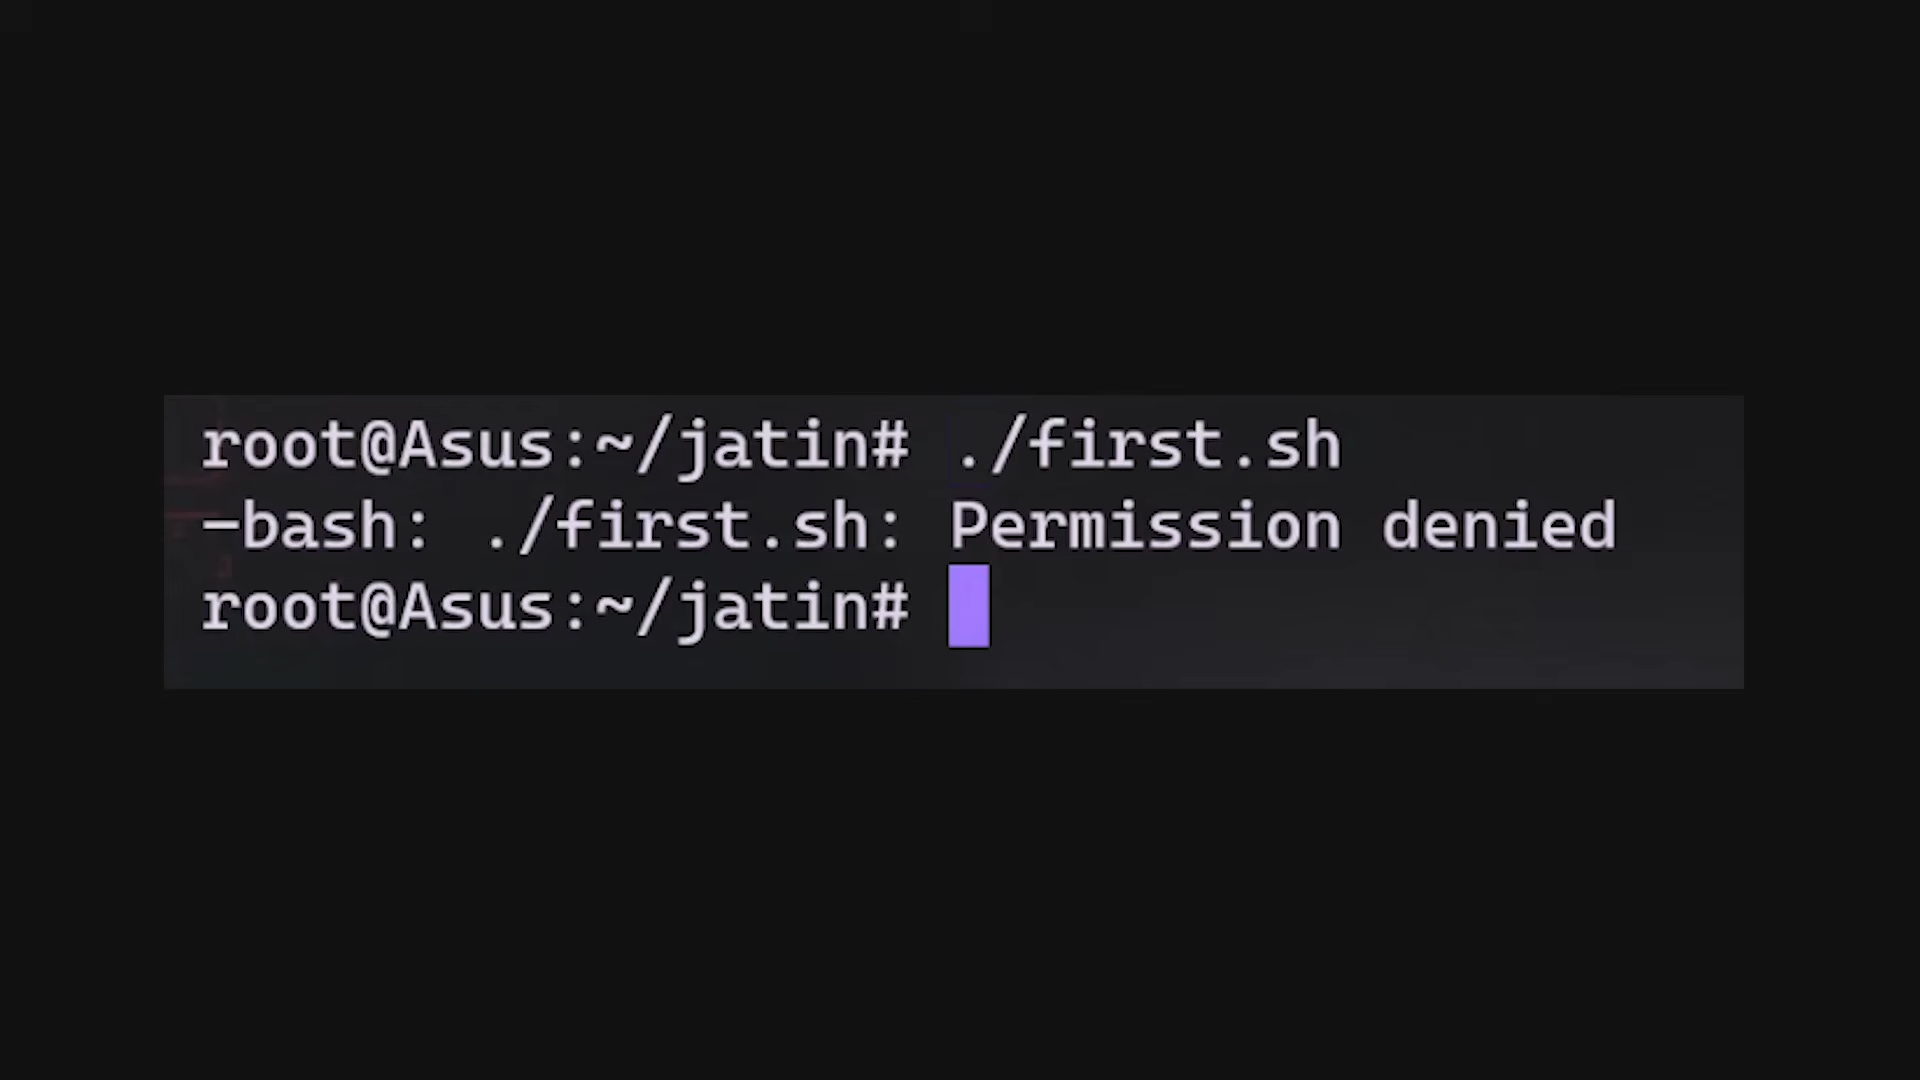 root@Asus:~/jatin# ./first.sh
-bash: ./first.sh: Permission denied
root@Asus:~/jatin#